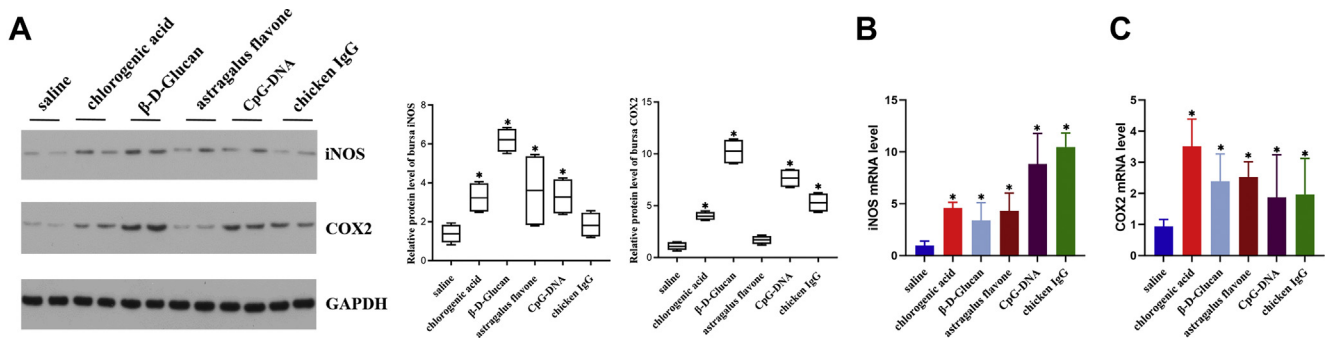 A
saline
chlorogenic acid
β-D-Glucan
astragalus flavone
CpG-DNA
chicken IgG
iNOS
COX2
GAPDH
Relative protein level of bursa iNOS
10
8
6
4
2
0
*
*
*
*
saline
chlorogenic acid
β-D-Glucan
astragalus flavone
CpG-DNA
chicken IgG
Relative protein level of bursa COX2
15
10
5
0
*
*
*
*
saline
chlorogenic acid
β-D-Glucan
astragalus flavone
CpG-DNA
chicken IgG
B
iNOS mRNA level
15
10
5
0
*
*
*
*
*
saline
chlorogenic acid
β-D-Glucan
astragalus flavone
CpG-DNA
chicken IgG
C
COX2 mRNA level
5
4
3
2
1
0
*
*
*
*
*
saline
chlorogenic acid
β-D-Glucan
astragalus flavone
CpG-DNA
chicken IgG